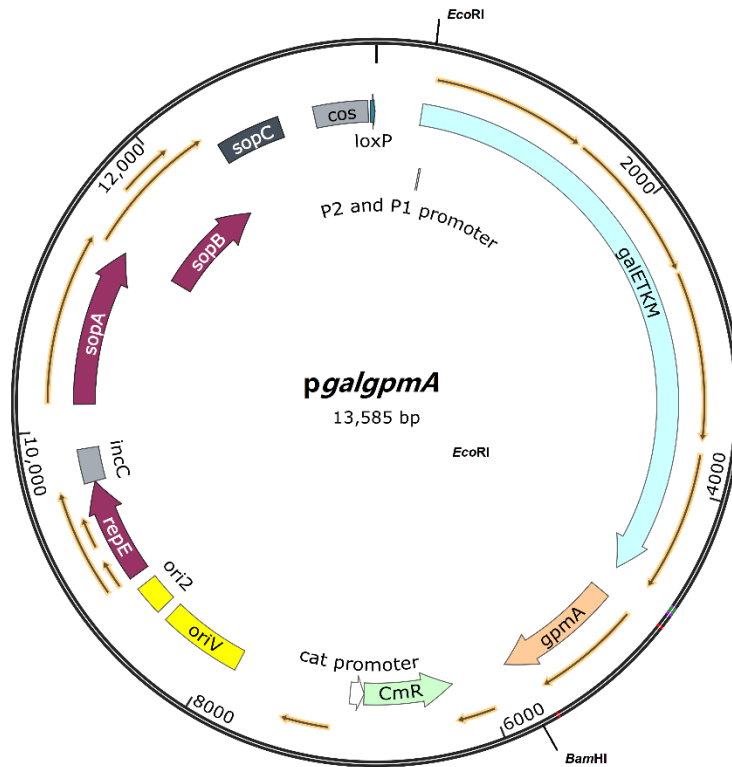 EcoRI
cos
loxP
sopC
12,000
2000
P2 and P1 promoter
sopB
galETKM
sopA
pgalgpmA
13,585 bp
EcoRI
incC
10,000
4000
repE
ori2
oriV
gpmA
cat promoter
CmR
8000
6000
BamHI